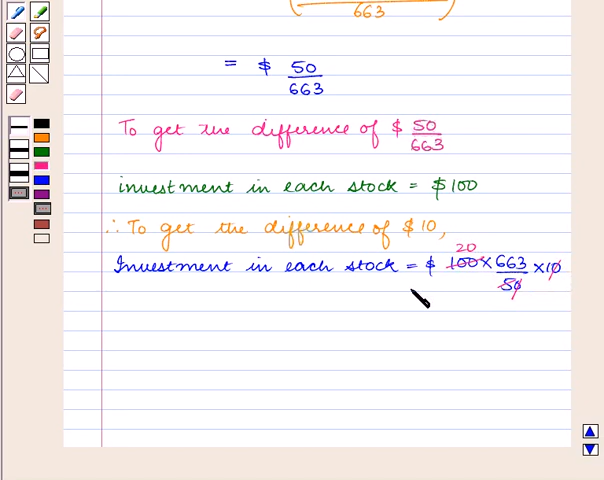 663
= $ 50/663
To get the difference of $ 50/663
investment in each stock = $100
∴ To get the difference of $10,
20
Investment in each stock = $ 100 × 663/50 × 10